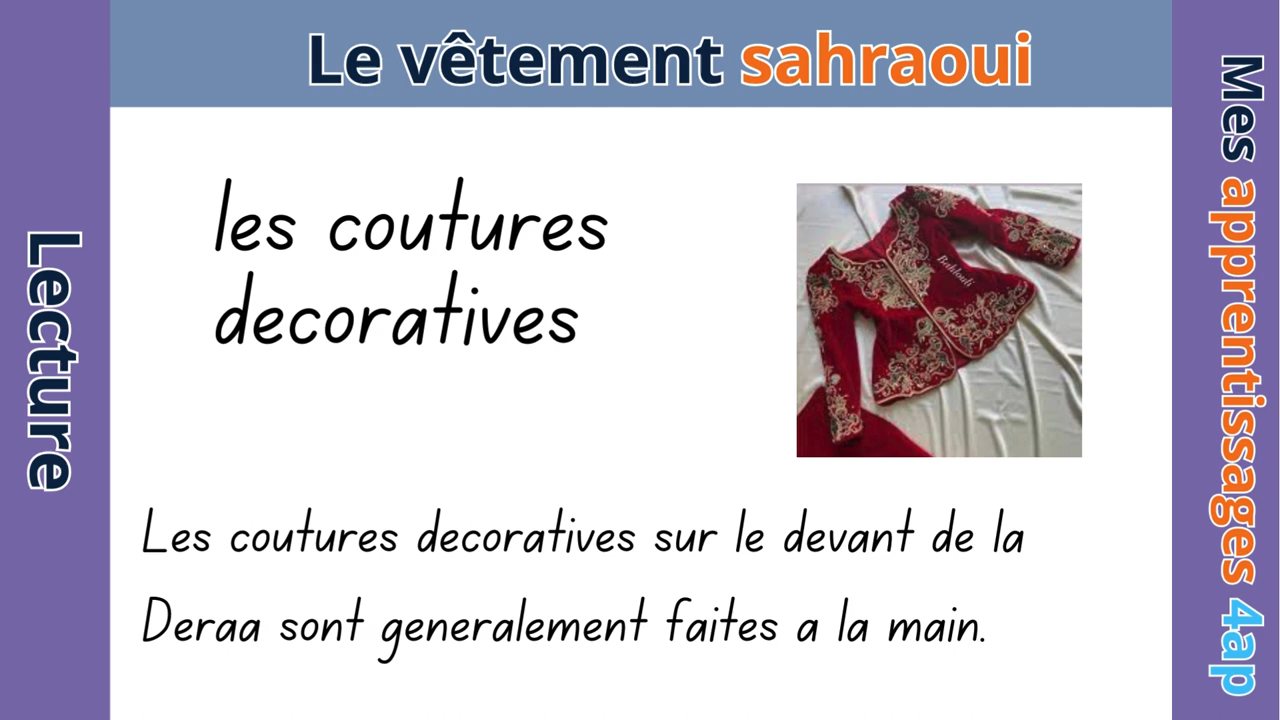 Le vêtement sahraoui
Lecture
les coutures
decoratives
Bahlouli
Les coutures decoratives sur le devant de la
Deraa sont generalement faites a la main.
Mes apprentissages 4ap